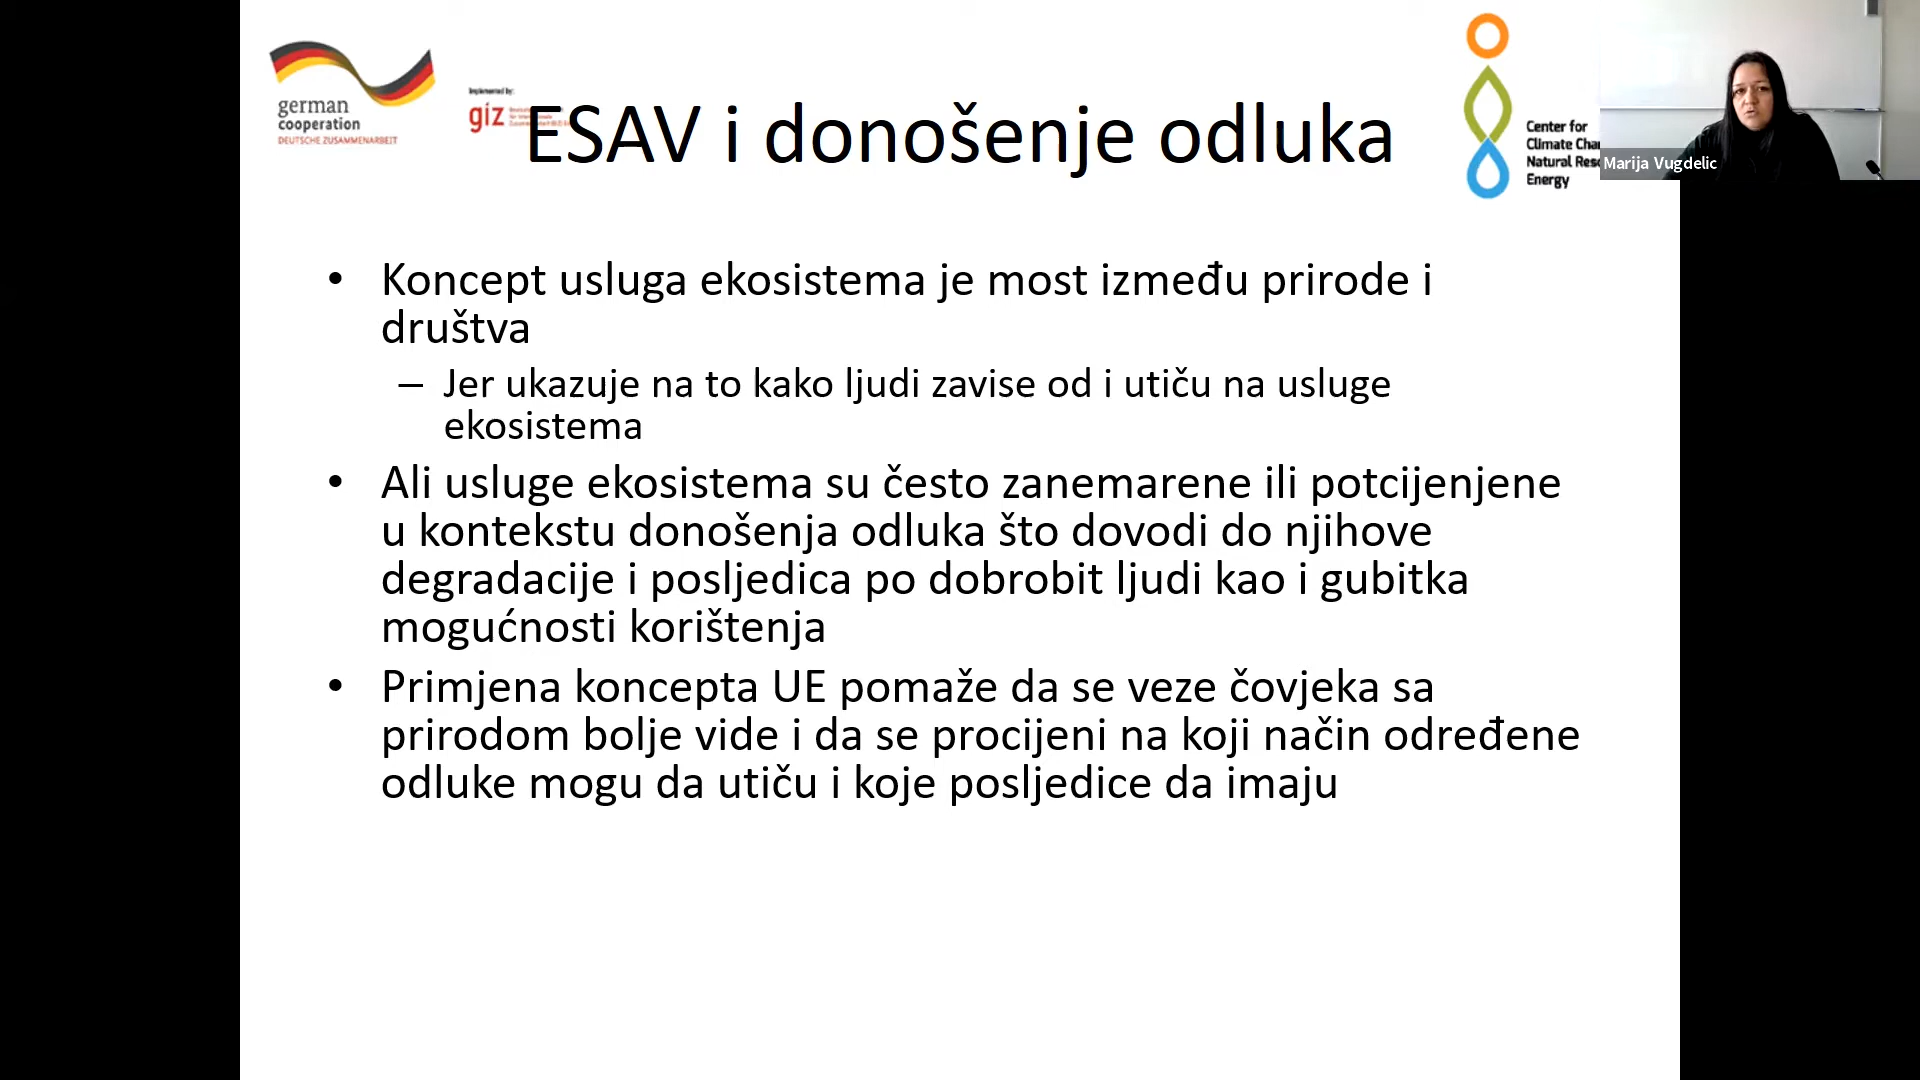 german
cooperation
DEUTSCHE ZUSAMMENARBEIT
Implemented by:
giz
ESAV i donošenje odluka
Center for
Climate Cha
Natural Res
Energy
Marija Vugdelic
• Koncept usluga ekosistema je most između prirode i
društva
– Jer ukazuje na to kako ljudi zavise od i utiču na usluge
ekosistema
• Ali usluge ekosistema su često zanemarene ili potcijenjene
u kontekstu donošenja odluka što dovodi do njihove
degradacije i posljedica po dobrobit ljudi kao i gubitka
mogućnosti korištenja
• Primjena koncepta UE pomaže da se veze čovjeka sa
prirodom bolje vide i da se procijeni na koji način određene
odluke mogu da utiču i koje posljedice da imaju